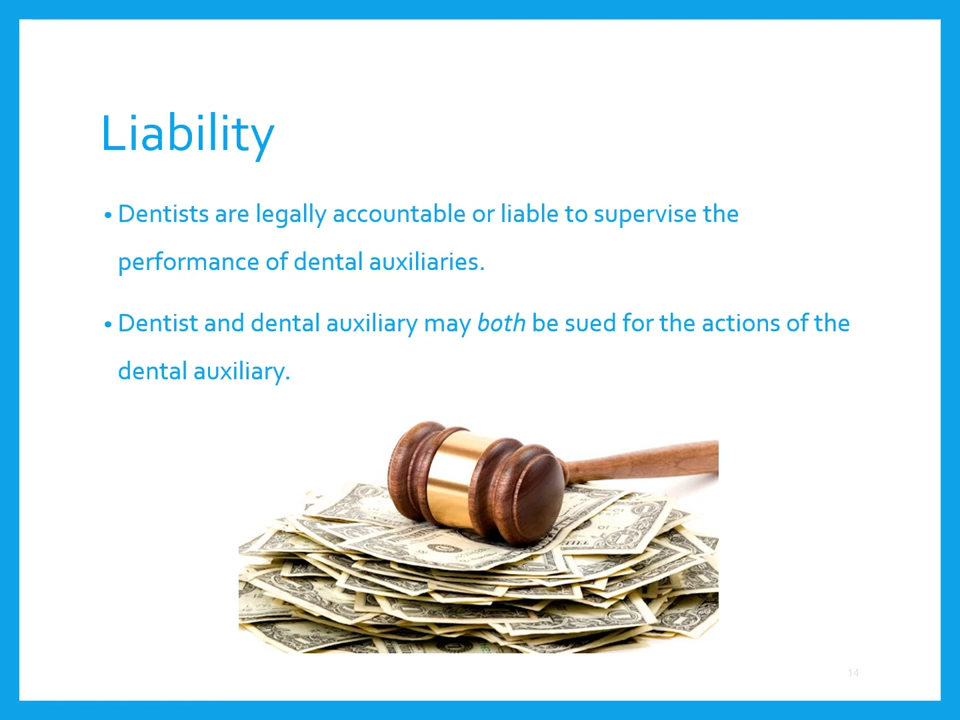 Liability
• Dentists are legally accountable or liable to supervise the
performance of dental auxiliaries.
• Dentist and dental auxiliary may both be sued for the actions of the
dental auxiliary.
14